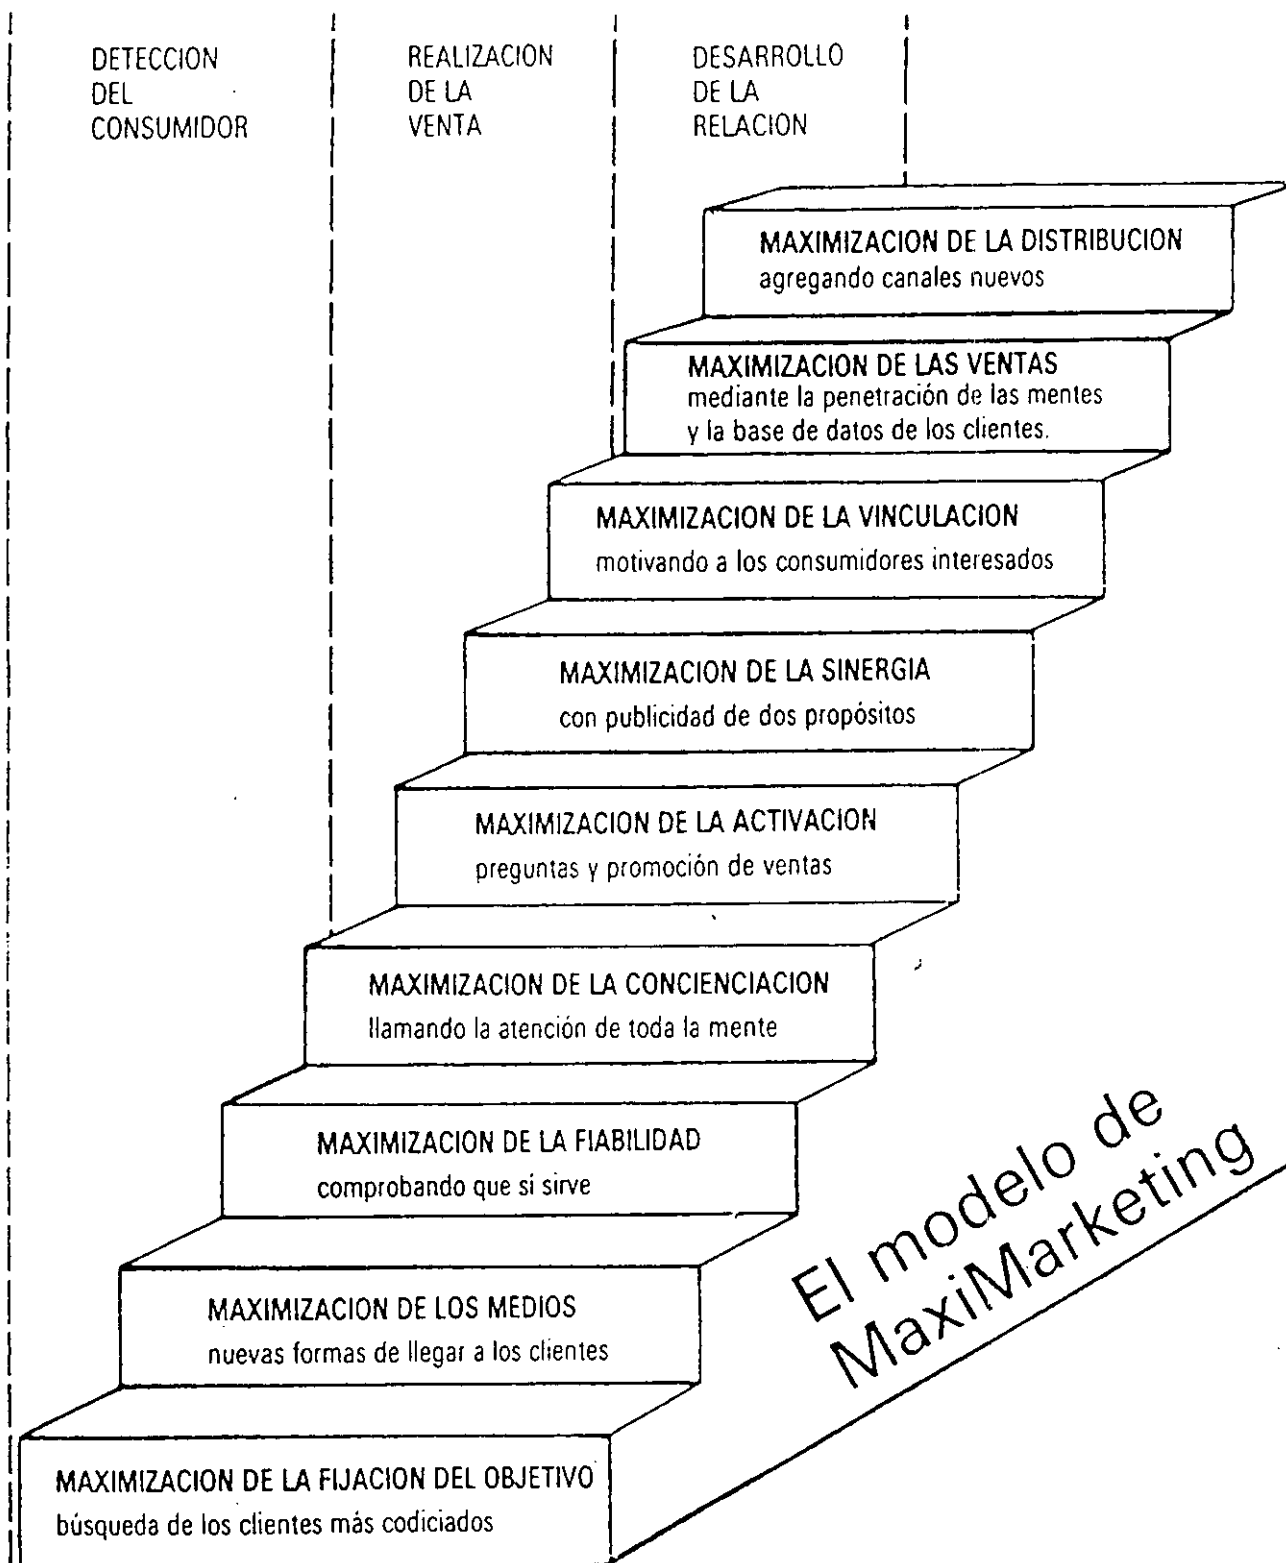 DETECCION
DEL
CONSUMIDOR
REALIZACION
DE LA
VENTA
DESARROLLO
DE LA
RELACION
MAXIMIZACION DE LA DISTRIBUCION
agregando canales nuevos
MAXIMIZACION DE LAS VENTAS
mediante la penetración de las mentes
y la base de datos de los clientes.
MAXIMIZACION DE LA VINCULACION
motivando a los consumidores interesados
MAXIMIZACION DE LA SINERGIA
con publicidad de dos propósitos
MAXIMIZACION DE LA ACTIVACION
preguntas y promoción de ventas
MAXIMIZACION DE LA CONCIENCIACION
llamando la atención de toda la mente
MAXIMIZACION DE LA FIABILIDAD
comprobando que sí sirve
MAXIMIZACION DE LOS MEDIOS
nuevas formas de llegar a los clientes
MAXIMIZACION DE LA FIJACION DEL OBJETIVO
búsqueda de los clientes más codiciados
El modelo de
MaxiMarketing